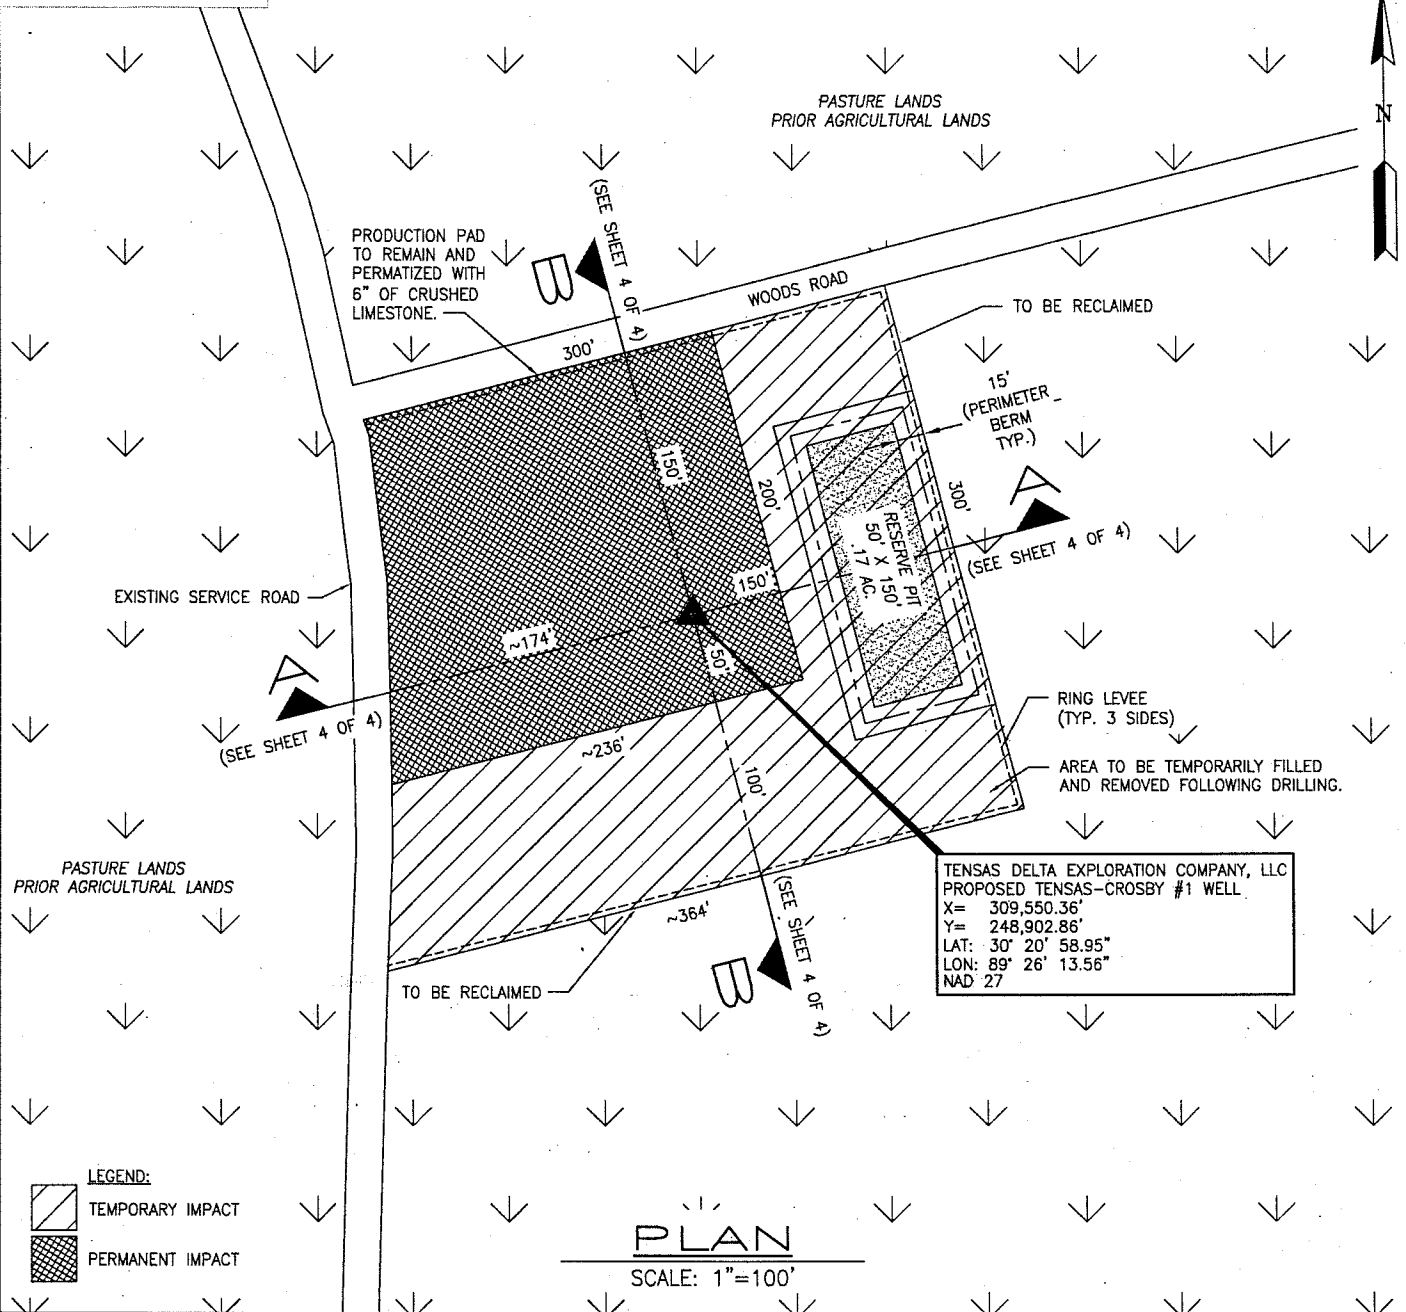 PASTURE LANDS
PRIOR AGRICULTURAL LANDS
N
(SEE SHEET 4 OF 4)
B
PRODUCTION PAD
TO REMAIN AND
PERMATIZED WITH
6" OF CRUSHED
LIMESTONE.
WOODS ROAD
TO BE RECLAIMED
300'
15'
(PERIMETER
BERM
TYP.)
150'
200'
300'
A
(SEE SHEET 4 OF 4)
RESERVE PIT
50' X 150'
.17 AC.
EXISTING SERVICE ROAD
150'
~174'
50'
A
(SEE SHEET 4 OF 4)
RING LEVEE
(TYP. 3 SIDES)
~236'
100'
AREA TO BE TEMPORARILY FILLED
AND REMOVED FOLLOWING DRILLING.
PASTURE LANDS
PRIOR AGRICULTURAL LANDS
TENSAS DELTA EXPLORATION COMPANY, LLC
PROPOSED TENSAS-CROSBY #1 WELL
X= 309,550.36'
Y= 248,902.86'
LAT: 30° 20' 58.95"
LON: 89° 26' 13.56"
NAD 27
~364'
(SEE SHEET 4 OF 4)
B
TO BE RECLAIMED
LEGEND:
TEMPORARY IMPACT
PERMANENT IMPACT
PLAN
SCALE: 1"=100'